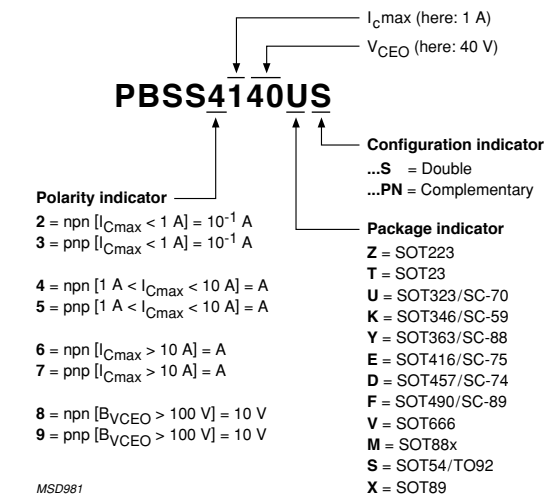 I_Cmax (here: 1 A)
V_CEO (here: 40 V)
PBSS4140US
Configuration indicator
...S = Double
...PN = Complementary
Polarity indicator
2 = npn [I_Cmax < 1 A] = 10^-1 A
3 = pnp [I_Cmax < 1 A] = 10^-1 A
4 = npn [1 A < I_Cmax < 10 A] = A
5 = pnp [1 A < I_Cmax < 10 A] = A
6 = npn [I_Cmax > 10 A] = A
7 = pnp [I_Cmax > 10 A] = A
8 = npn [B_VCEO > 100 V] = 10 V
9 = pnp [B_VCEO > 100 V] = 10 V
Package indicator
Z = SOT223
T = SOT23
U = SOT323/SC-70
K = SOT346/SC-59
Y = SOT363/SC-88
E = SOT416/SC-75
D = SOT457/SC-74
F = SOT490/SC-89
V = SOT666
M = SOT88x
S = SOT54/TO92
X = SOT89
MSD981